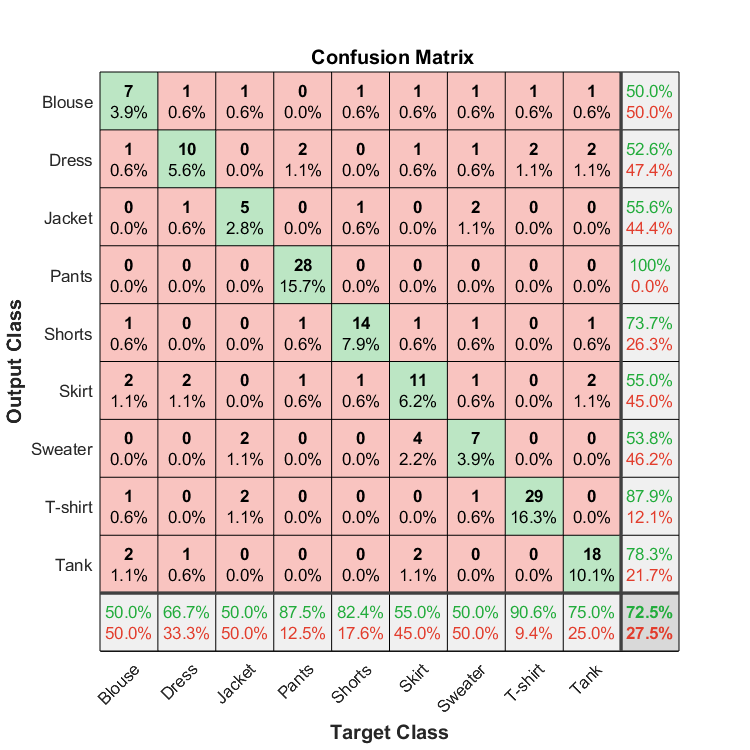 Confusion Matrix
Blouse 7 1 1 0 1 1 1 1 1 50.0%
3.9% 0.6% 0.6% 0.0% 0.6% 0.6% 0.6% 0.6% 0.6% 50.0%
Dress 1 10 0 2 0 1 1 2 2 52.6%
0.6% 5.6% 0.0% 1.1% 0.0% 0.6% 0.6% 1.1% 1.1% 47.4%
Jacket 0 1 5 0 1 0 2 0 0 55.6%
0.0% 0.6% 2.8% 0.0% 0.6% 0.0% 1.1% 0.0% 0.0% 44.4%
Pants 0 0 0 28 0 0 0 0 0 100%
0.0% 0.0% 0.0% 15.7% 0.0% 0.0% 0.0% 0.0% 0.0% 0.0%
Shorts 1 0 0 1 14 1 1 0 1 73.7%
0.6% 0.0% 0.0% 0.6% 7.9% 0.6% 0.6% 0.0% 0.6% 26.3%
Skirt 2 2 0 1 1 11 1 0 2 55.0%
1.1% 1.1% 0.0% 0.6% 0.6% 6.2% 0.6% 0.0% 1.1% 45.0%
Sweater 0 0 2 0 0 4 7 0 0 53.8%
0.0% 0.0% 1.1% 0.0% 0.0% 2.2% 3.9% 0.0% 0.0% 46.2%
T-shirt 1 0 2 0 0 0 1 29 0 87.9%
0.6% 0.0% 1.1% 0.0% 0.0% 0.0% 0.6% 16.3% 0.0% 12.1%
Tank 2 1 0 0 0 2 0 0 18 78.3%
1.1% 0.6% 0.0% 0.0% 0.0% 1.1% 0.0% 0.0% 10.1% 21.7%
50.0% 66.7% 50.0% 87.5% 82.4% 55.0% 50.0% 90.6% 75.0% 72.5%
50.0% 33.3% 50.0% 12.5% 17.6% 45.0% 50.0% 9.4% 25.0% 27.5%
Blouse Dress Jacket Pants Shorts Skirt Sweater T-shirt Tank
Target Class
Output Class